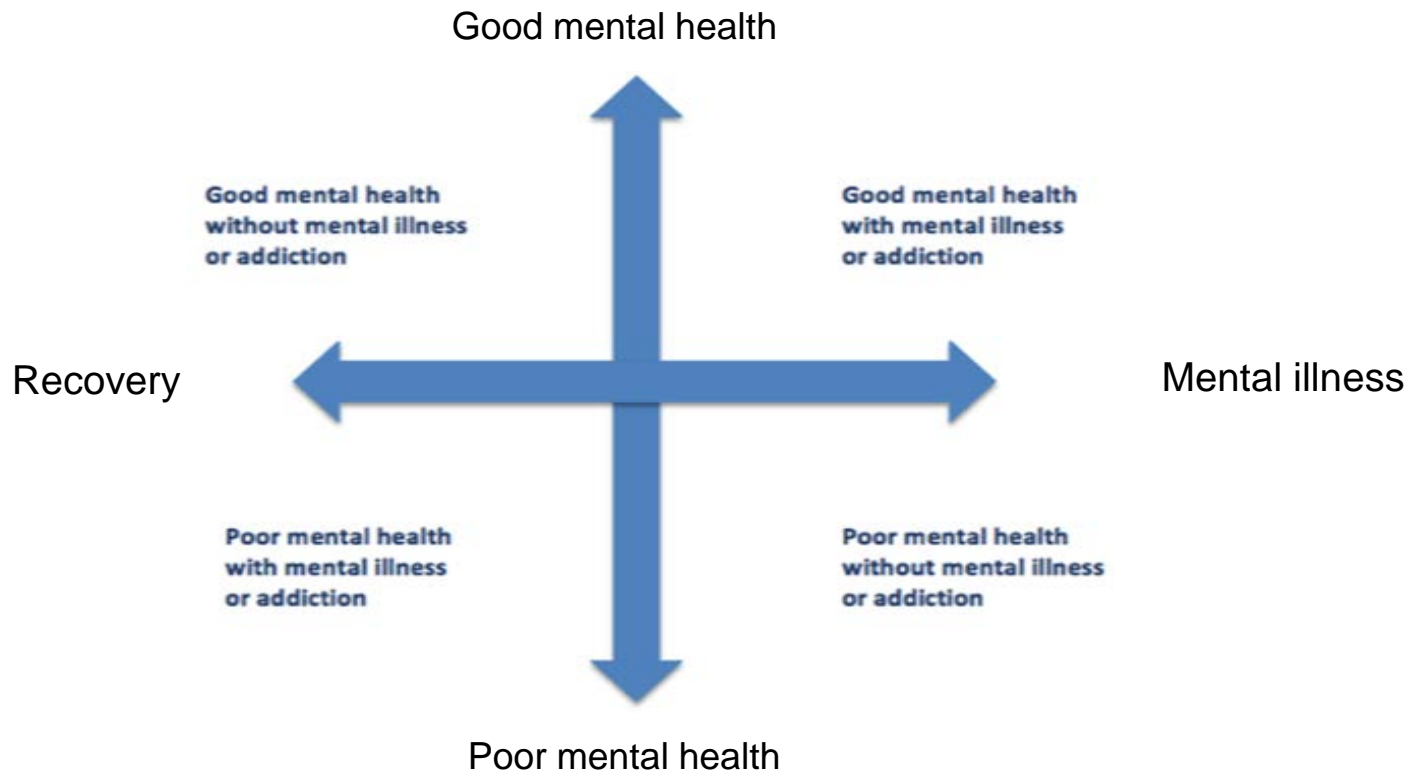 Good mental health
Good mental health
without mental illness
or addiction
Good mental health
with mental illness
or addiction
Recovery
Mental illness
Poor mental health
with mental illness
or addiction
Poor mental health
without mental illness
or addiction
Poor mental health